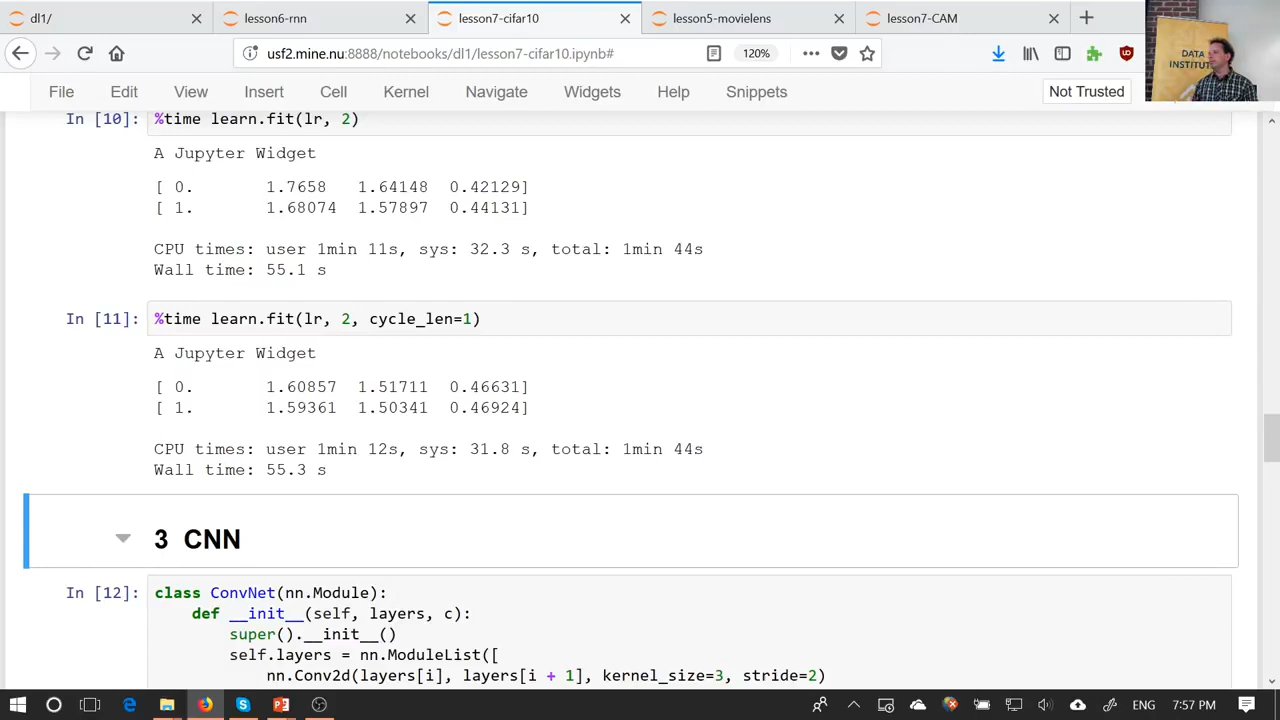 dl1/
lesson6-rnn
lesson7-cifar10
lesson5-movielens
lesson7-CAM
usf2.mine.nu:8888/notebooks/dl1/lesson7-cifar10.ipynb#
120%
DATA
INSTITU
File Edit View Insert Cell Kernel Navigate Widgets Help Snippets Not Trusted
In [10]: %time learn.fit(lr, 2)
A Jupyter Widget
[ 0. 1.7658 1.64148 0.42129]
[ 1. 1.68074 1.57897 0.44131]
CPU times: user 1min 11s, sys: 32.3 s, total: 1min 44s
Wall time: 55.1 s
In [11]: %time learn.fit(lr, 2, cycle_len=1)
A Jupyter Widget
[ 0. 1.60857 1.51711 0.46631]
[ 1. 1.59361 1.50341 0.46924]
CPU times: user 1min 12s, sys: 31.8 s, total: 1min 44s
Wall time: 55.3 s
3 CNN
In [12]: class ConvNet(nn.Module):
def __init__(self, layers, c):
super().__init__()
self.layers = nn.ModuleList([
nn.Conv2d(layers[i], layers[i + 1], kernel_size=3, stride=2)
ENG 7:57 PM